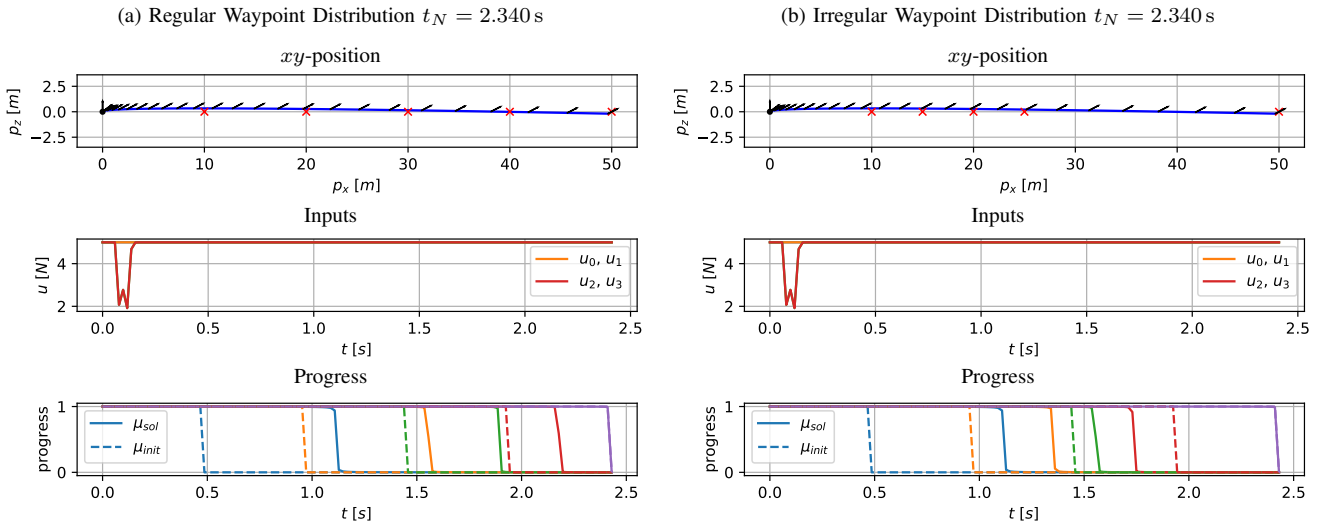 (a) Regular Waypoint Distribution t_N = 2.340 s
xy-position
p_z [m]
2.5
0.0
−2.5
0 10 20 30 40 50
p_x [m]
Inputs
u [N]
4
2
u_0, u_1
u_2, u_3
0.0 0.5 1.0 1.5 2.0 2.5
t [s]
Progress
progress
1
0
μ_sol
μ_init
0.0 0.5 1.0 1.5 2.0 2.5
t [s]
(b) Irregular Waypoint Distribution t_N = 2.340 s
xy-position
p_z [m]
2.5
0.0
−2.5
0 10 20 30 40 50
p_x [m]
Inputs
u [N]
4
2
u_0, u_1
u_2, u_3
0.0 0.5 1.0 1.5 2.0 2.5
t [s]
Progress
progress
1
0
μ_sol
μ_init
0.0 0.5 1.0 1.5 2.0 2.5
t [s]